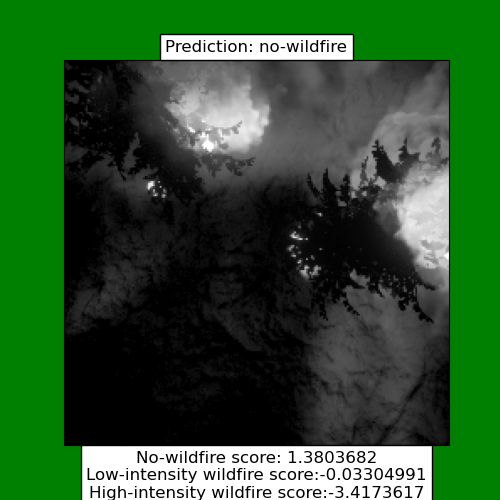 Prediction: no-wildfire
No-wildfire score: 1.3803682
Low-intensity wildfire score:-0.03304991
High-intensity wildfire score:-3.4173617